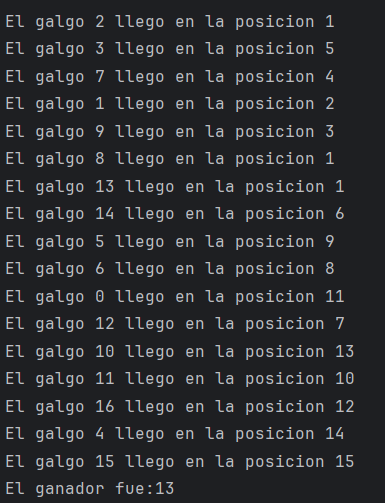 El galgo 2 llego en la posicion 1
El galgo 3 llego en la posicion 5
El galgo 7 llego en la posicion 4
El galgo 1 llego en la posicion 2
El galgo 9 llego en la posicion 3
El galgo 8 llego en la posicion 1
El galgo 13 llego en la posicion 1
El galgo 14 llego en la posicion 6
El galgo 5 llego en la posicion 9
El galgo 6 llego en la posicion 8
El galgo 0 llego en la posicion 11
El galgo 12 llego en la posicion 7
El galgo 10 llego en la posicion 13
El galgo 11 llego en la posicion 10
El galgo 16 llego en la posicion 12
El galgo 4 llego en la posicion 14
El galgo 15 llego en la posicion 15
El ganador fue:13